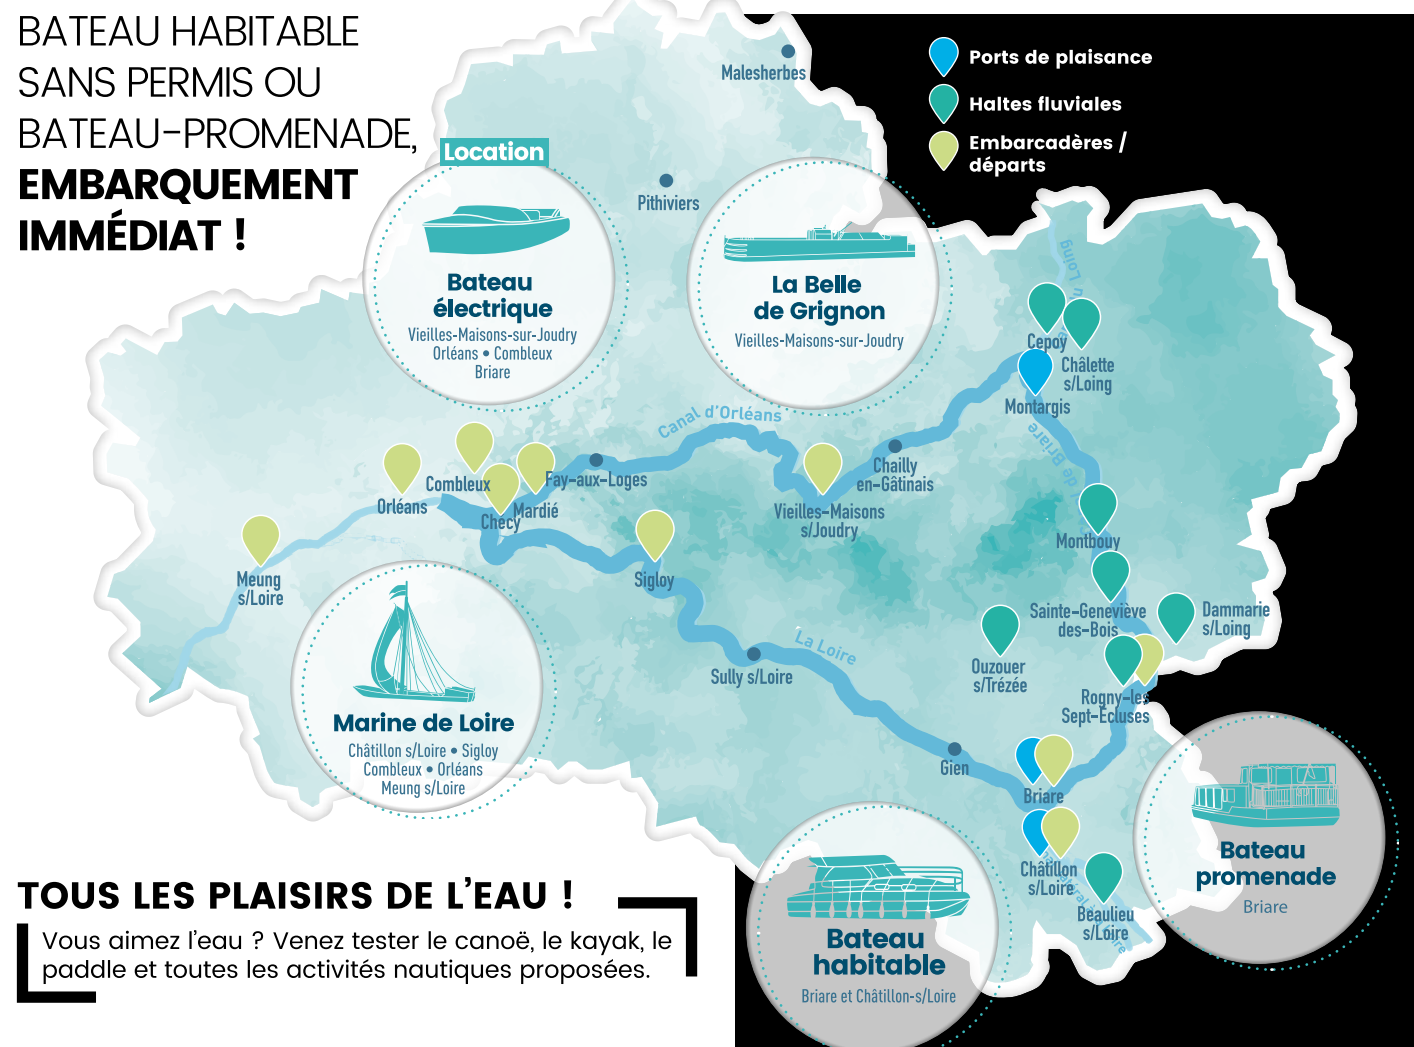 BATEAU HABITABLE
SANS PERMIS OU
BATEAU-PROMENADE,
EMBARQUEMENT
IMMÉDIAT !
Ports de plaisance
Haltes fluviales
Embarcadères /
départs
Malesherbes
Pithiviers
Location
Bateau
électrique
Vieilles-Maisons-sur-Joudry
Orléans • Combleux
Briare
La Belle
de Grignon
Vieilles-Maisons-sur-Joudry
Loing
Cepoy
Châlette
s/Loing
Montargis
de Briare
Canal d'Orléans
Chailly
en-Gâtinais
Fay-aux-Loges
Combleux
Orléans
Checy
Mardié
Vieilles-Maisons
s/Joudry
Montbouy
Meung
s/Loire
Sigloy
Sainte-Geneviève
des-Bois
Dammarie
s/Loing
La Loire
Ouzouer
s/Trézée
Sully s/Loire
Rogny-les
Sept-Écluses
Marine de Loire
Châtillon s/Loire • Sigloy
Combleux • Orléans
Meung s/Loire
Gien
Briare
Châtillon
s/Loire
Beaulieu
s/Loire
Bateau
promenade
Briare
Bateau
habitable
Briare et Châtillon-s/Loire
TOUS LES PLAISIRS DE L'EAU !
Vous aimez l'eau ? Venez tester le canoë, le kayak, le
paddle et toutes les activités nautiques proposées.